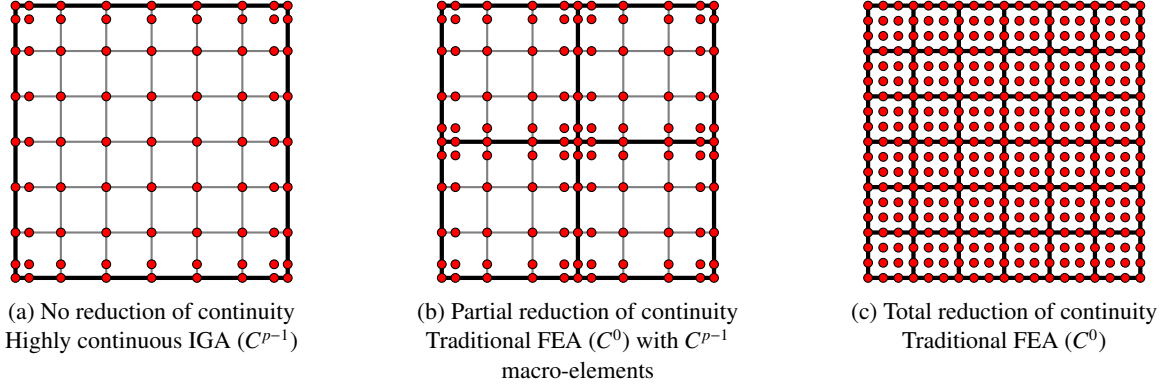 (a) No reduction of continuity
Highly continuous IGA (C^{p−1})
(b) Partial reduction of continuity
Traditional FEA (C^0) with C^{p−1}
macro-elements
(c) Total reduction of continuity
Traditional FEA (C^0)